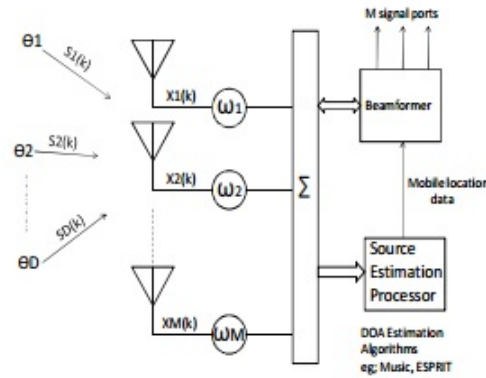 M signal ports
θ1
S1(k)
X1(k)
ω1
Beamformer
θ2
S2(k)
X2(k)
ω2
Σ
Mobile location
data
SD(k)
θD
Source
Estimation
Processor
XM(k)
ωM
DOA Estimation
Algorithms
eg; Music, ESPRIT